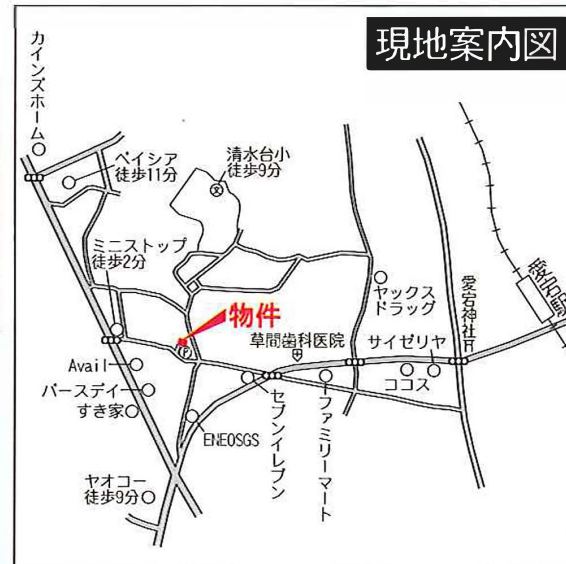 現地案内図
カインズホーム
ベイシア
徒歩11分
清水台小
徒歩9分
文
ミニストップ
徒歩2分
物件
P
ヤックス
ドラッグ
愛宕神社
愛宕駅
草間歯科医院
サイゼリヤ
ココス
Avail
バースデイ
すき家
セブンイレブン
ファミリーマート
ENEOSGS
ヤオコー
徒歩9分